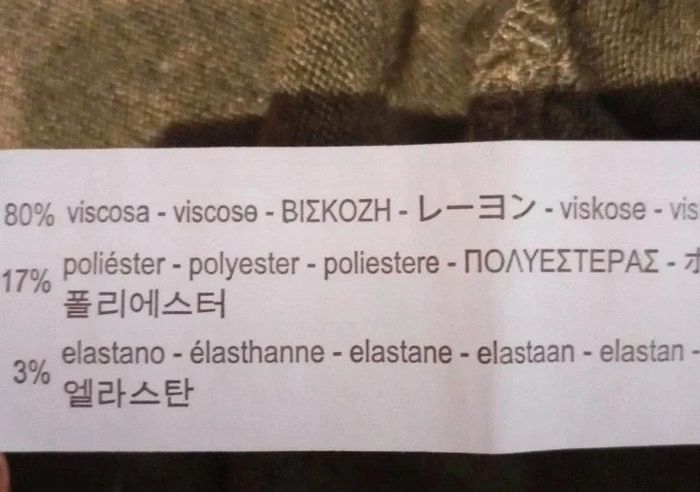 80% viscosa - viscose - ΒΙΣΚΟΖΗ - レーヨン - viskose -
17% poliéster - polyester - poliestere - ΠΟΛΥΕΣΤΕΡΑΣ -
폴리에스터
3% elastano - élasthanne - elastane - elastaan - elastan -
엘라스탄